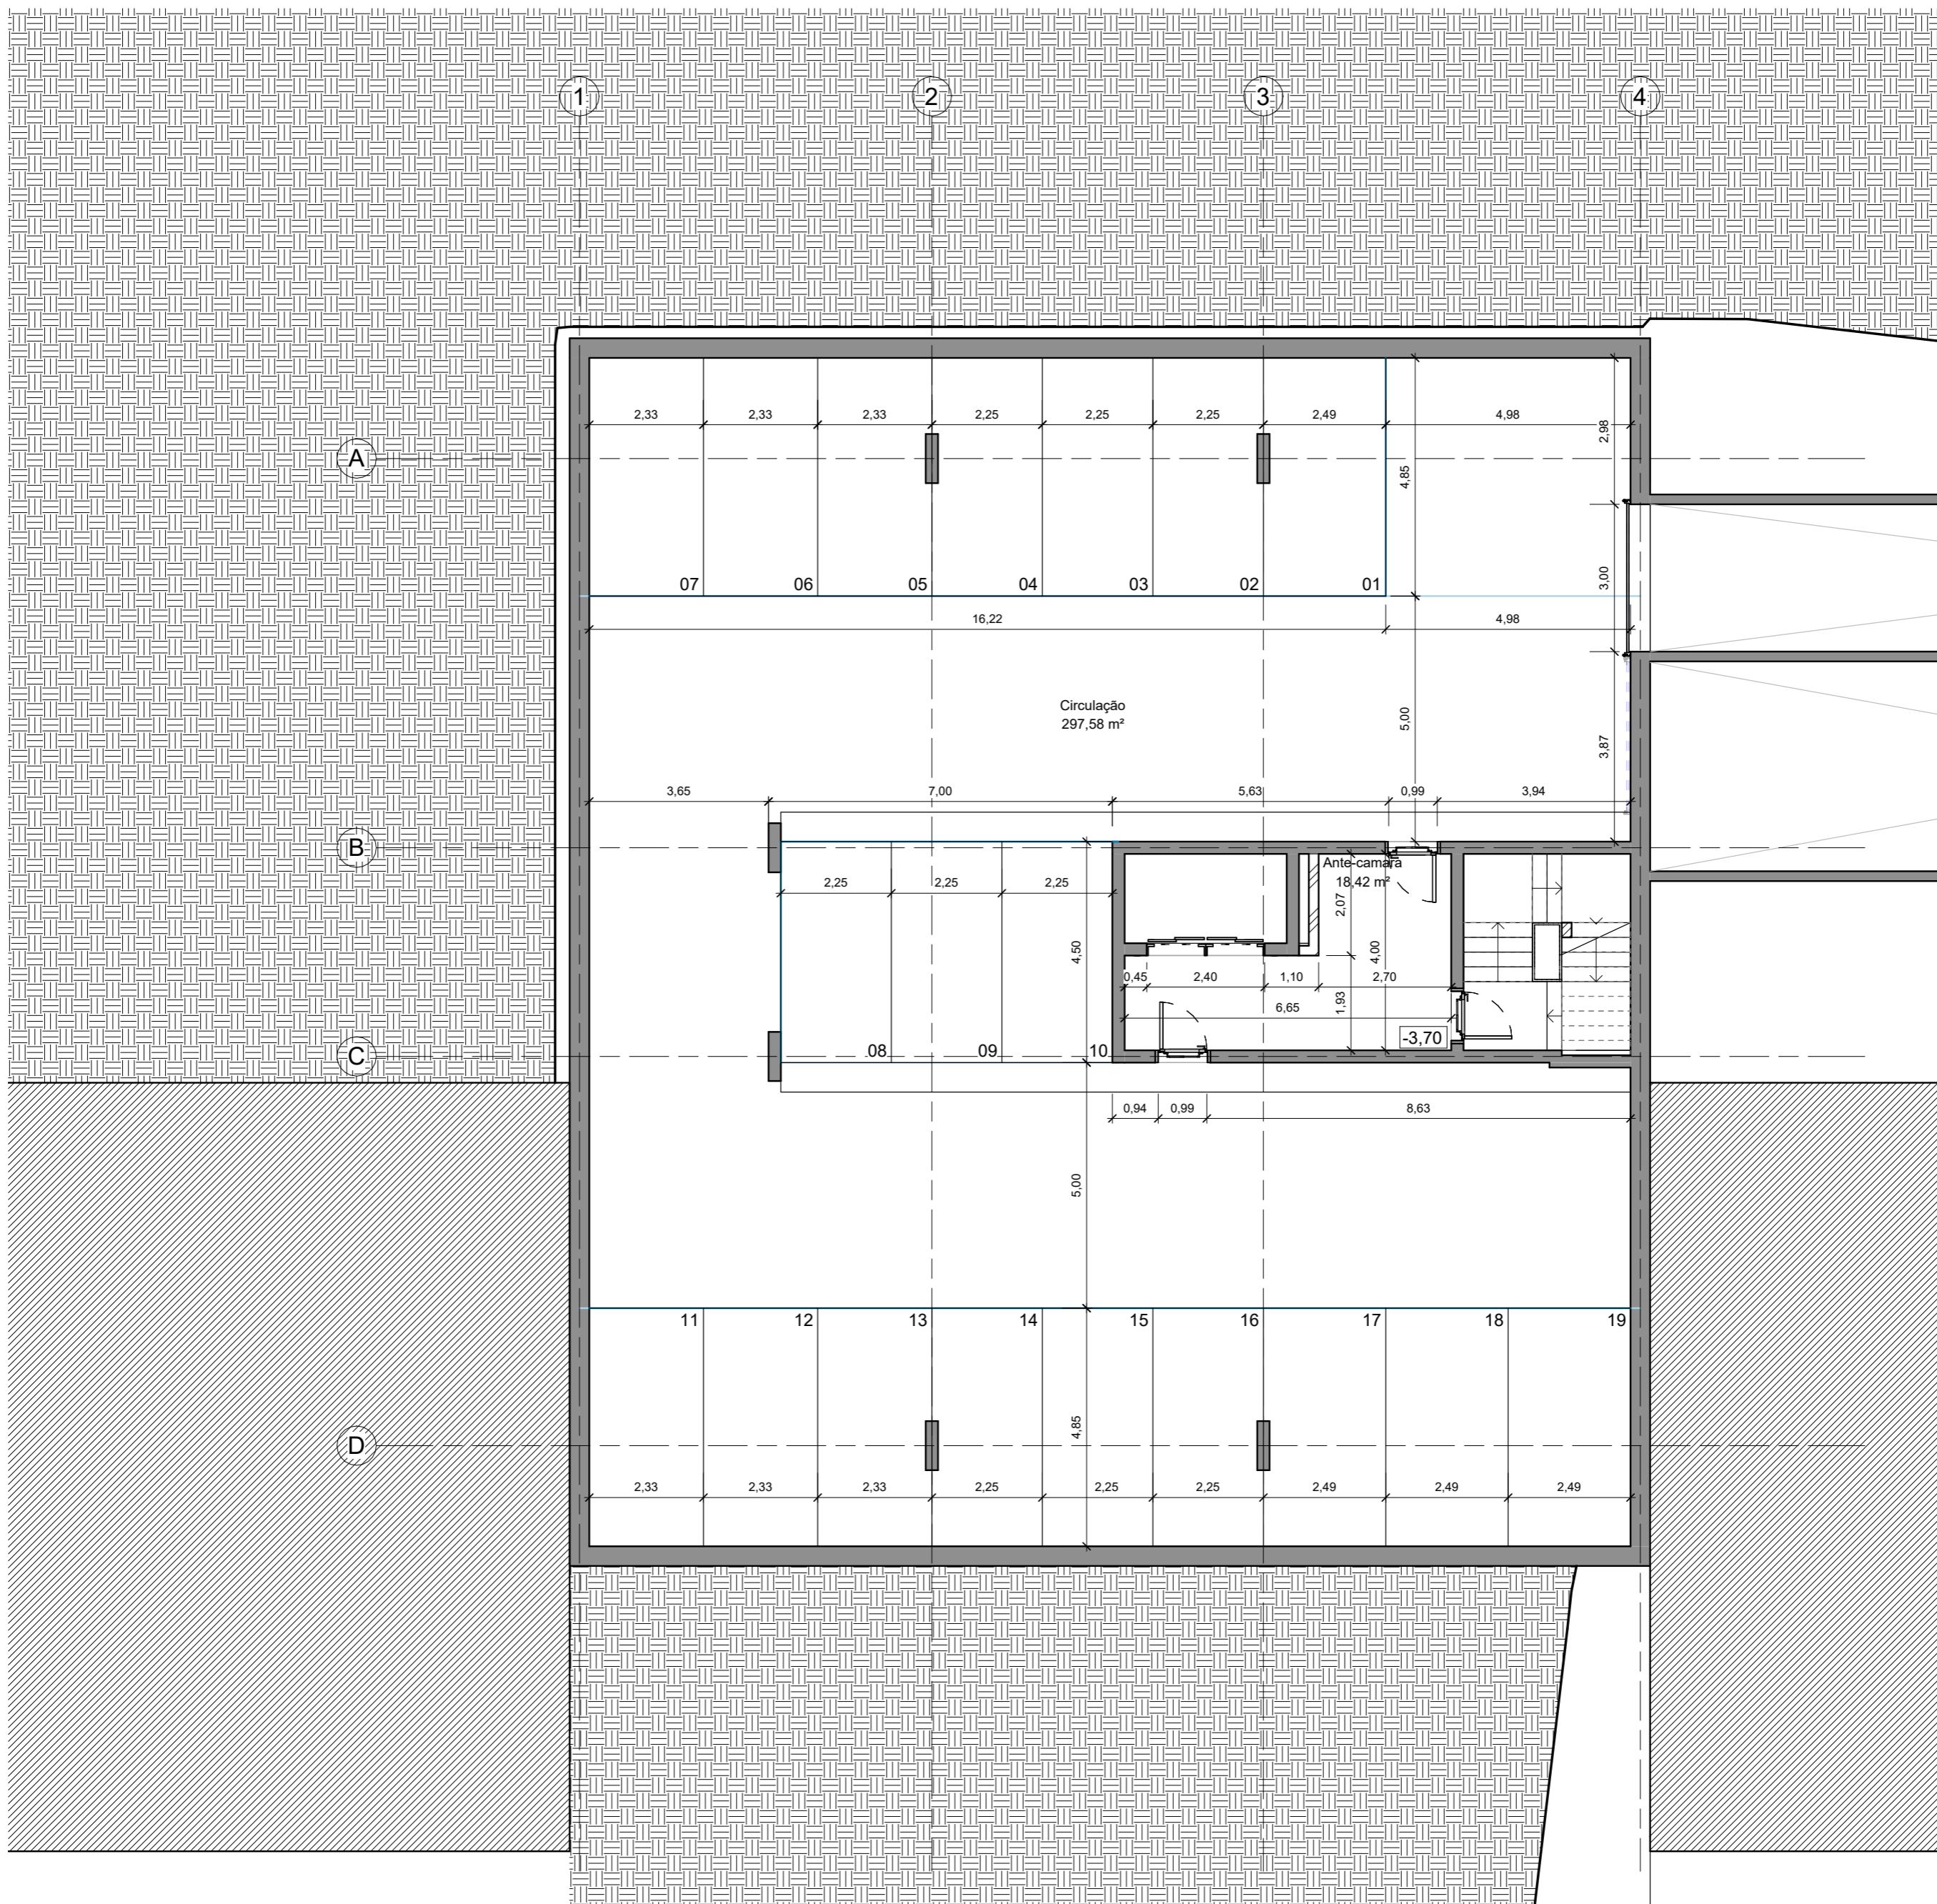 1 2 3 4
2,33 2,33 2,33 2,25 2,25 2,25 2,49 4,98
2,98
A
4,85
3,00
07 06 05 04 03 02 01
16,22 4,98
Circulação
297,58 m²
5,00
3,87
3,65 7,00 5,63 0,99 3,94
B
Ante-camara
18,42 m²
2,25 2,25 2,25
2,07
4,50
4,00
0,45 2,40 1,10 2,70
1,93
6,65
-3,70
C
08 09 10
0,94 0,99 8,63
5,00
11 12 13 14 15 16 17 18 19
4,85
D
2,33 2,33 2,33 2,25 2,25 2,25 2,49 2,49 2,49